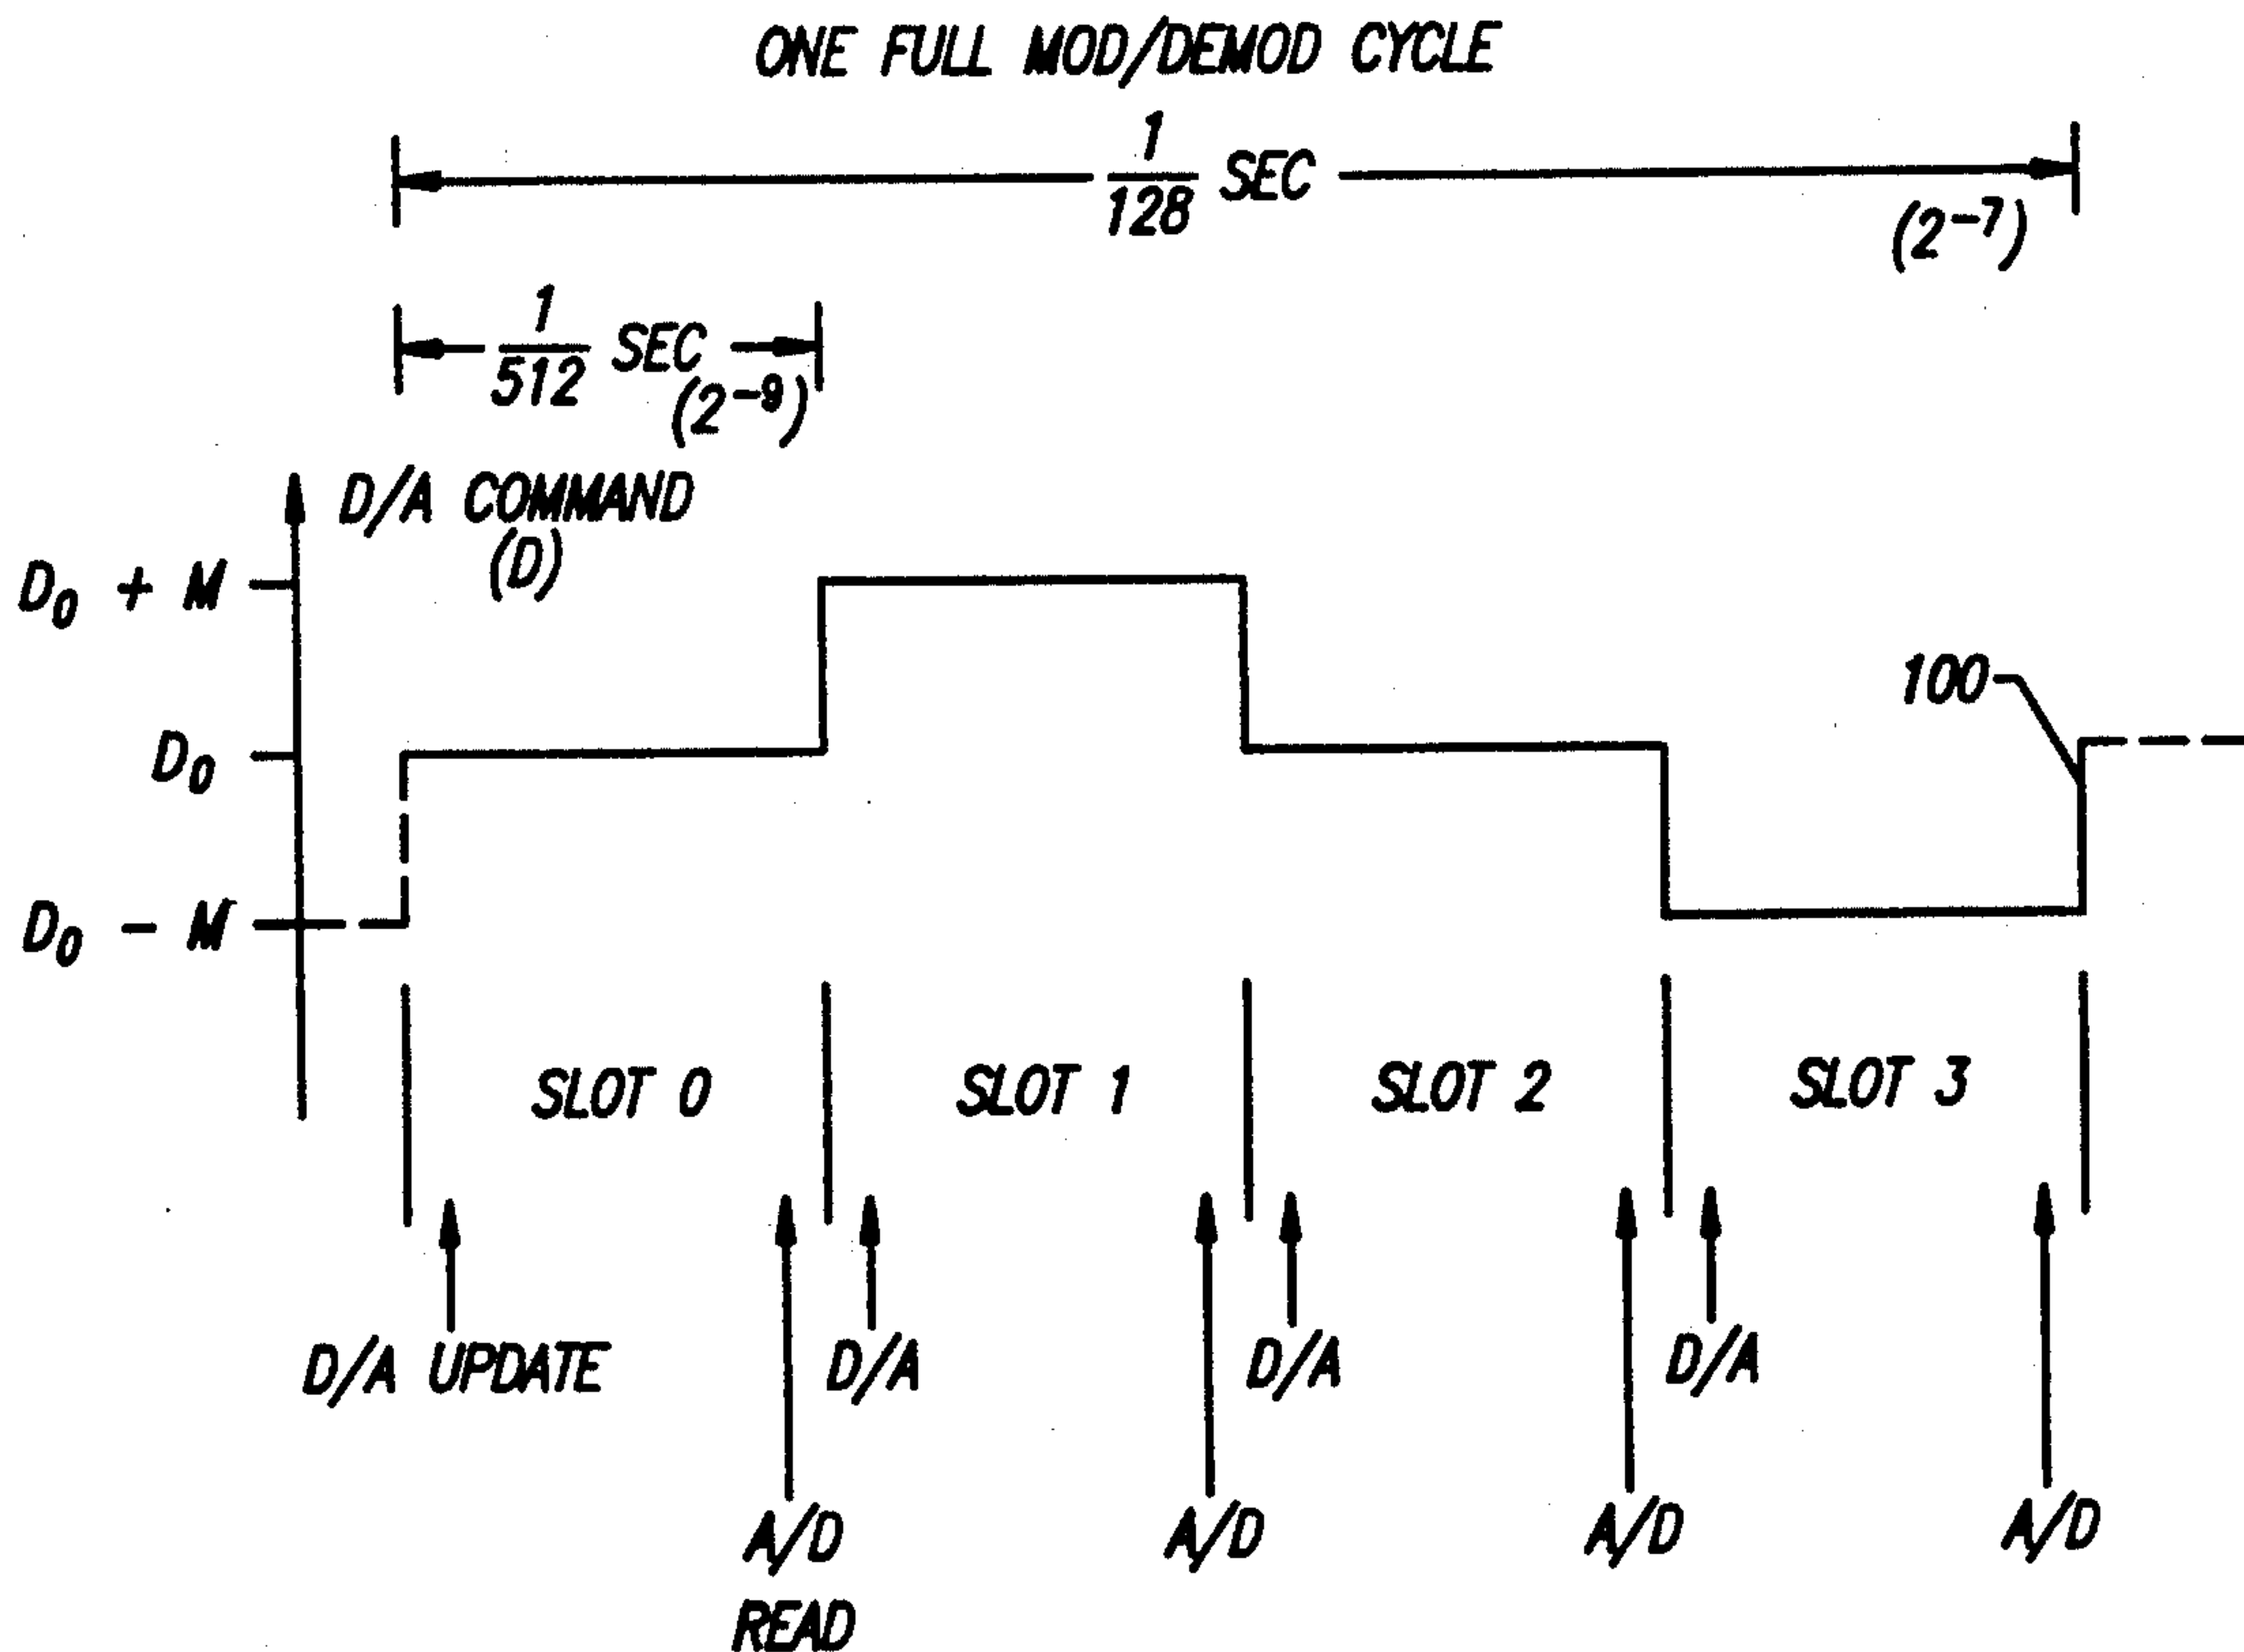 ONE FULL MOD/DEMOD CYCLE
1/128 SEC
(2⁻⁷)
1/512 SEC
(2⁻⁹)
D/A COMMAND
(D)
D₀ + M
100
D₀
D₀ - M
SLOT 0 SLOT 1 SLOT 2 SLOT 3
D/A UPDATE D/A D/A D/A
A/D A/D A/D A/D
READ